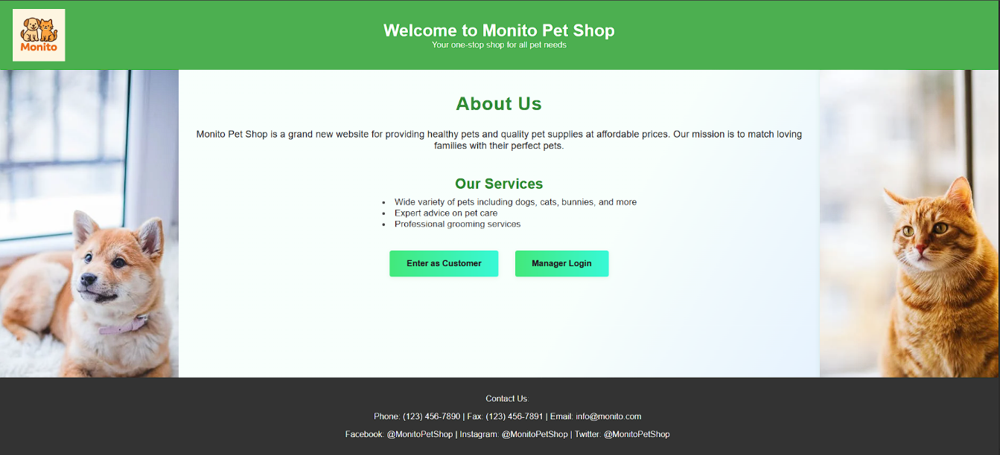 Monito
Welcome to Monito Pet Shop
Your one-stop shop for all pet needs
About Us
Monito Pet Shop is a grand new website for providing healthy pets and quality pet supplies at affordable prices. Our mission is to match loving
families with their perfect pets.
Our Services
• Wide variety of pets including dogs, cats, bunnies, and more
• Expert advice on pet care
• Professional grooming services
Enter as Customer
Manager Login
Contact Us:
Phone: (123) 456-7890 | Fax: (123) 456-7891 | Email: info@monito.com
Facebook: @MonitoPetShop | Instagram: @MonitoPetShop | Twitter: @MonitoPetShop